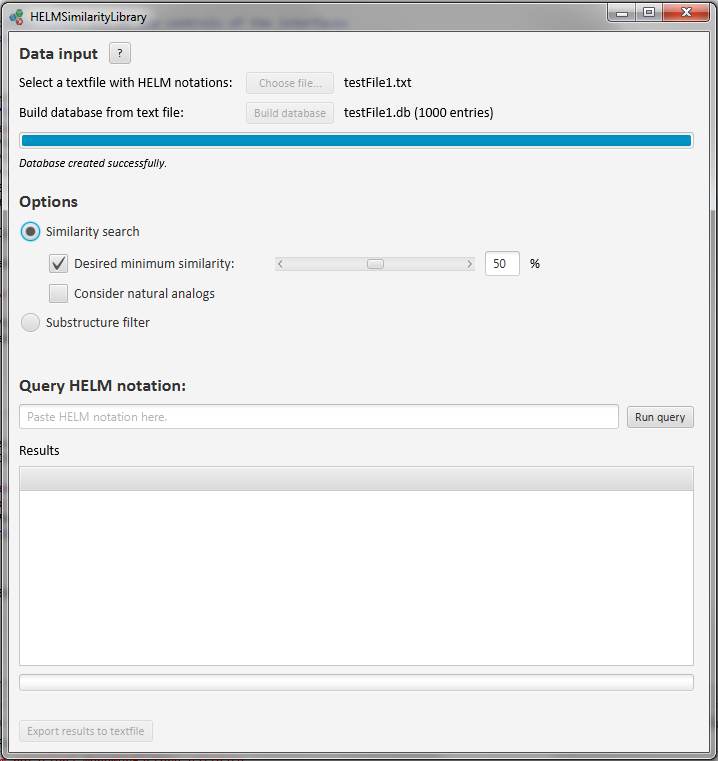 HELMSimilarityLibrary
Data input ?
Select a textfile with HELM notations: Choose file... testFile1.txt
Build database from text file: Build database testFile1.db (1000 entries)
Database created successfully.
Options
Similarity search
Desired minimum similarity: 50 %
Consider natural analogs
Substructure filter
Query HELM notation:
Paste HELM notation here. Run query
Results
Export results to textfile